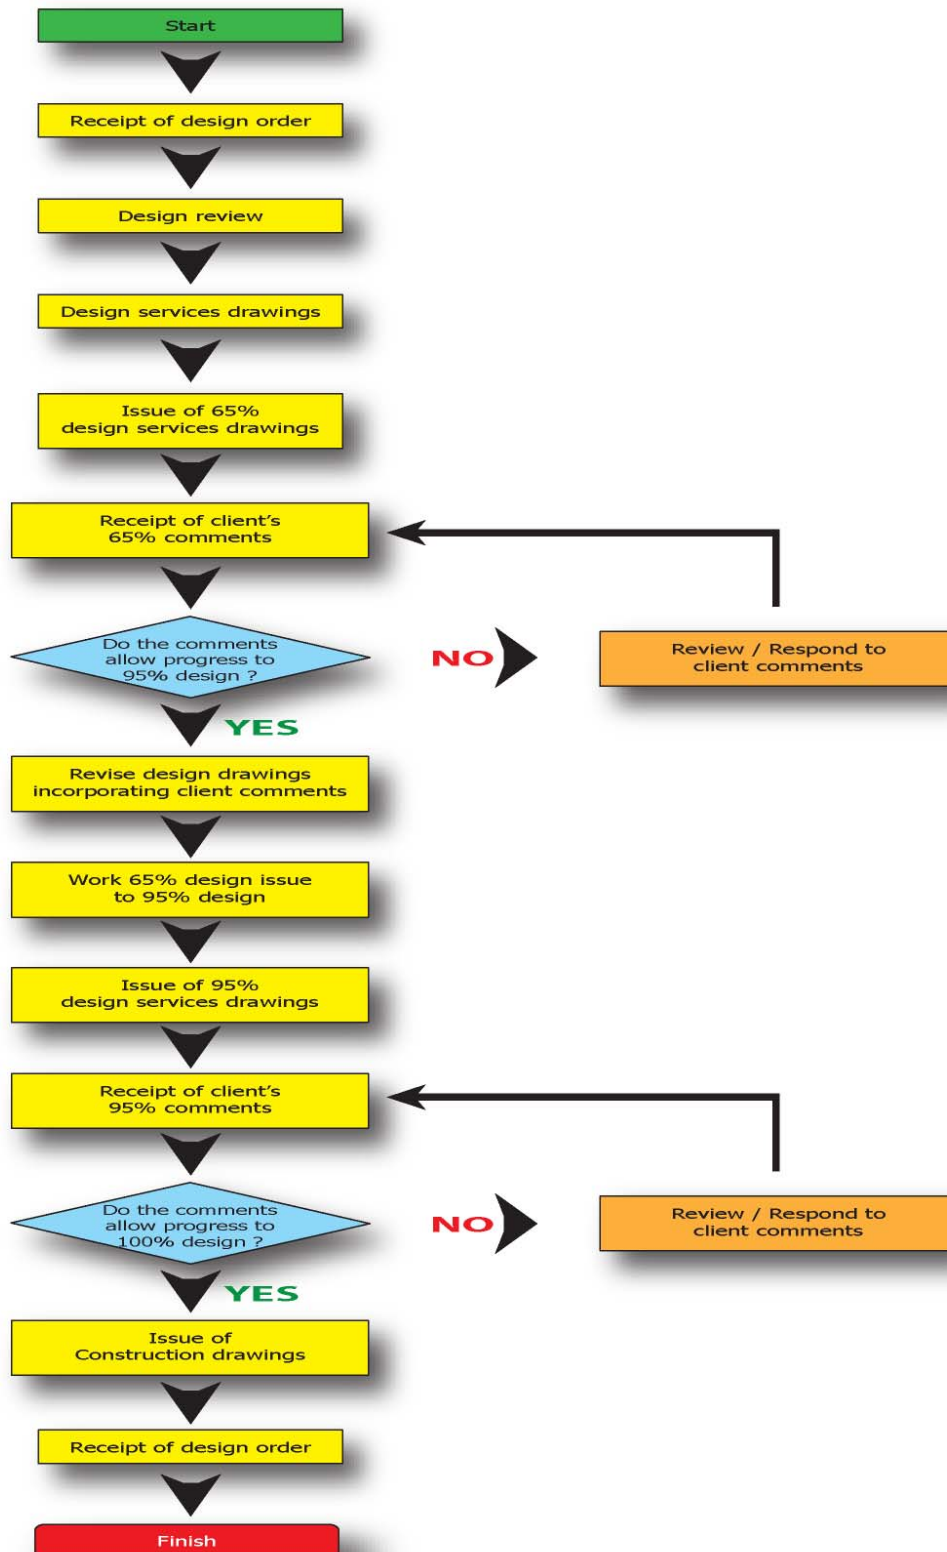 Start
Receipt of design order
Design review
Design services drawings
Issue of 65%
design services drawings
Receipt of client's
65% comments
Do the comments
allow progress to
95% design ?
NO
Review / Respond to
client comments
YES
Revise design drawings
incorporating client comments
Work 65% design issue
to 95% design
Issue of 95%
design services drawings
Receipt of client's
95% comments
Do the comments
allow progress to
100% design ?
NO
Review / Respond to
client comments
YES
Issue of
Construction drawings
Receipt of design order
Finish